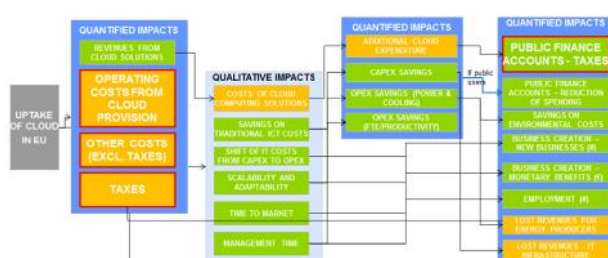 QUANTIFIED IMPACTS
REVENUES FROM
CLOUD SOLUTIONS
OPERATING
COSTS FROM
CLOUD
PROVISION
OTHER COSTS
(EXCL. TAXES)
TAXES
UPTAKE
OF CLOUD
IN EU
QUALITATIVE IMPACTS
COSTS OF CLOUD
COMPUTING SOLUTIONS
SAVINGS ON
TRADITIONAL ICT COSTS
SHIFT OF IT COSTS
FROM CAPEX TO OPEX
SCALABILITY AND
ADAPTABILITY
TIME TO MARKET
MANAGEMENT TIME
QUANTIFIED IMPACTS
ADDITIONAL CLOUD
EXPENDITURE
CAPEX SAVINGS
OPEX SAVINGS (POWER &
COOLING)
OPEX SAVINGS
(FTE/PRODUCTIVITY)
If public
users
QUANTIFIED IMPACTS
PUBLIC FINANCE
ACCOUNTS - TAXES
PUBLIC FINANCE
ACCOUNTS – REDUCTION
OF SPENDING
SAVINGS ON
ENVIRONMENTAL COSTS
BUSINESS CREATION –
NEW BUSINESSES (#)
BUSINESS CREATION –
MONETARY BENEFITS (€)
EMPLOYMENT (#)
LOST REVENUES FOR
ENERGY PRODUCERS
LOST REVENUES IT
INFRASTRUCTURE